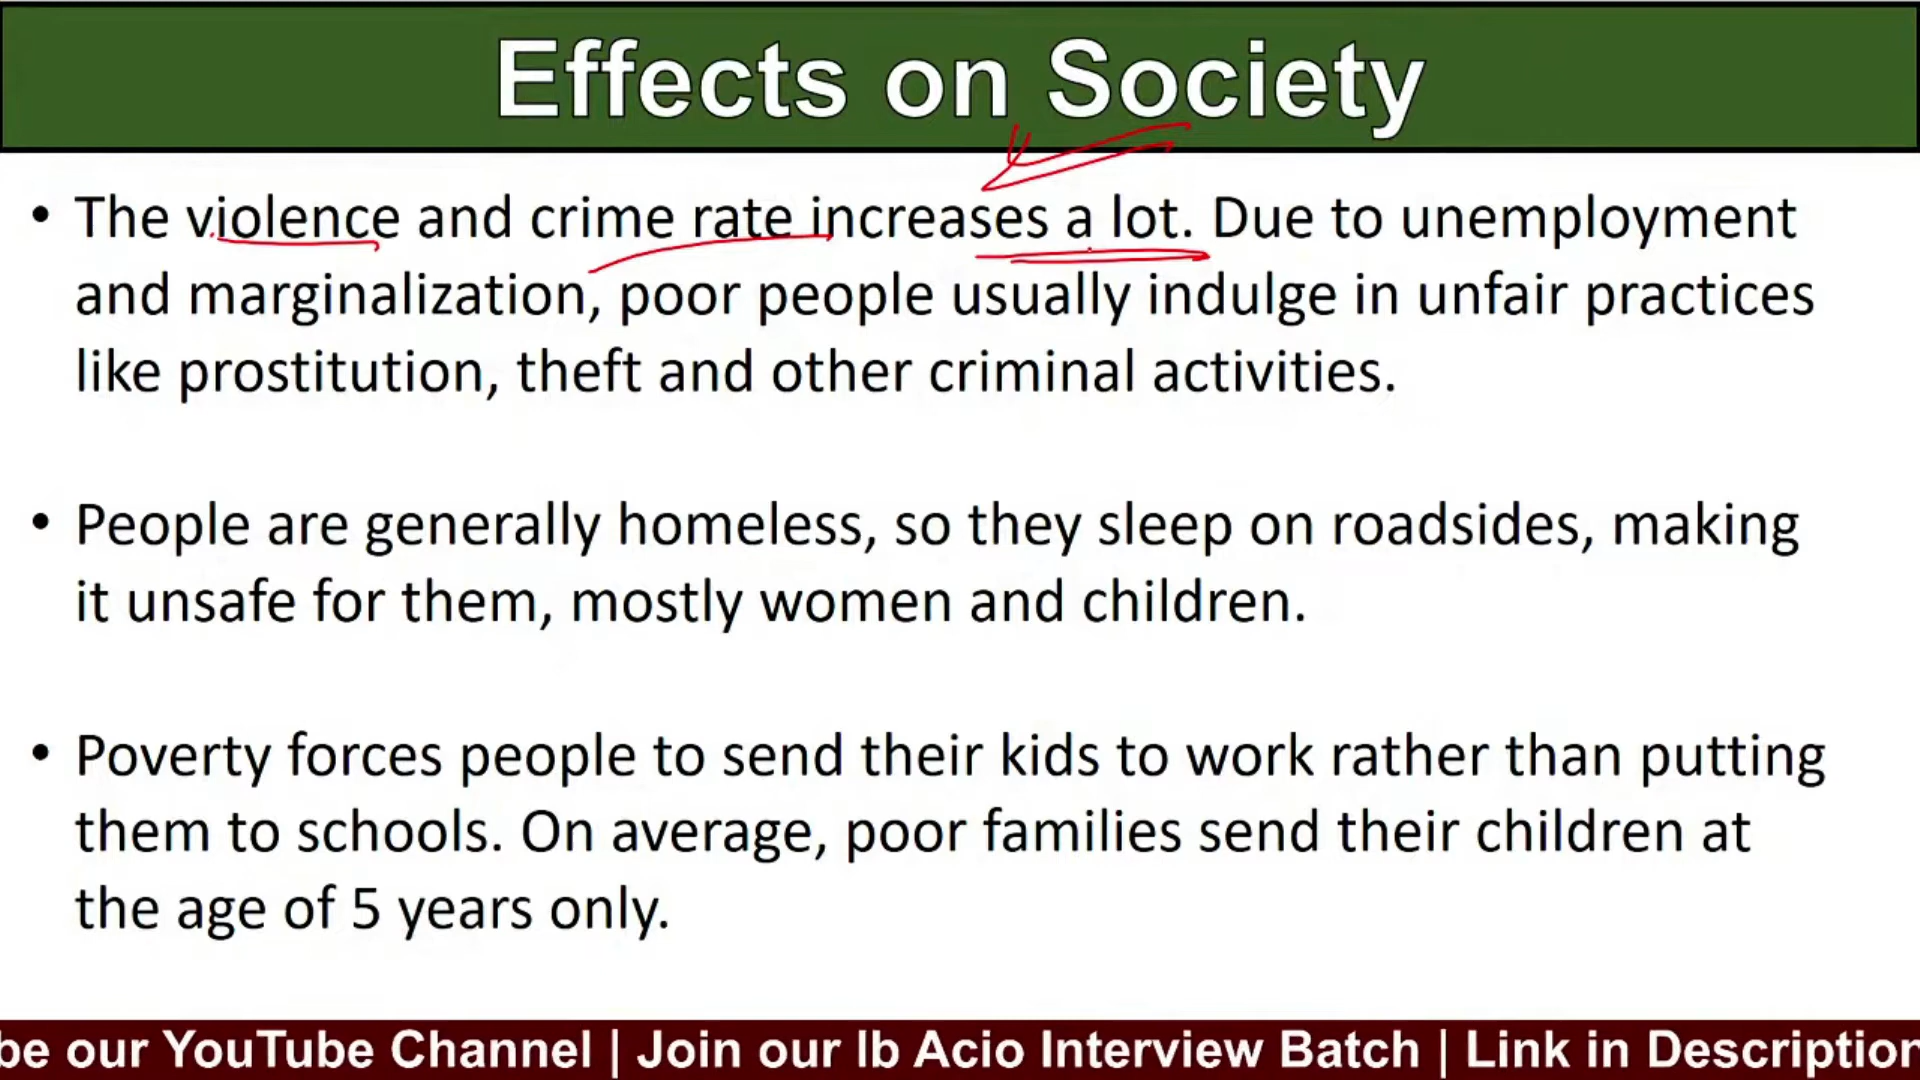 Effects on Society
• The violence and crime rate increases a lot. Due to unemployment
and marginalization, poor people usually indulge in unfair practices
like prostitution, theft and other criminal activities.
• People are generally homeless, so they sleep on roadsides, making
it unsafe for them, mostly women and children.
• Poverty forces people to send their kids to work rather than putting
them to schools. On average, poor families send their children at
the age of 5 years only.
be our YouTube Channel | Join our Ib Acio Interview Batch | Link in Description